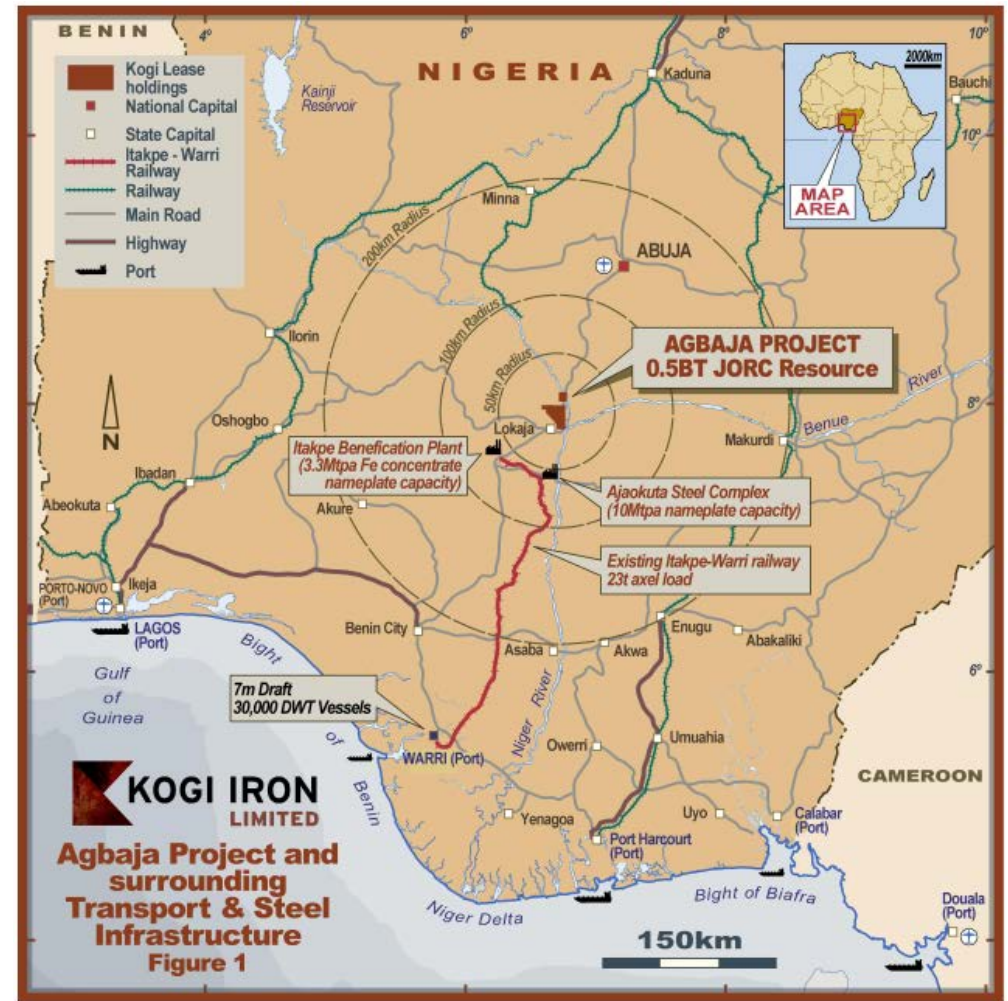 BENIN
4°
6°
10°
Kogi Lease
holdings
National Capital
State Capital
Itakpe - Warri
Railway
Railway
Main Road
Highway
Port
Kainji
Reservoir
NIGERIA
Kaduna
2000km
Bauchi
10°
MAP
AREA
Minna
200km Radius
ABUJA
Ilorin
100km Radius
50km Radius
AGBAJA PROJECT
0.5BT JORC Resource
N
Oshogbo
Lokaja
Benue
River
8°
Makurdi
Itakpe Benefication Plant
(3.3Mtpa Fe concentrate
nameplate capacity)
Ibadan
Abeokuta
Akure
Ajaokuta Steel Complex
(10Mtpa nameplate capacity)
Existing Itakpe-Warri railway
23t axel load
PORTO-NOVO
(Port)
Ikeja
LAGOS
(Port)
Benin City
Enugu
Abakaliki
Asaba
Akwa
Gulf
of
Guinea
Bight
of
Benin
6°
7m Draft
30,000 DWT Vessels
WARRI (Port)
Niger River
Owerri
Umuahia
CAMEROON
KOGI IRON
LIMITED
Yenagoa
Uyo
Calabar
(Port)
Port Harcourt
(Port)
Agbaja Project and
surrounding
Transport & Steel
Infrastructure
Figure 1
Niger Delta
Bight of Biafra
Douala
(Port)
150km